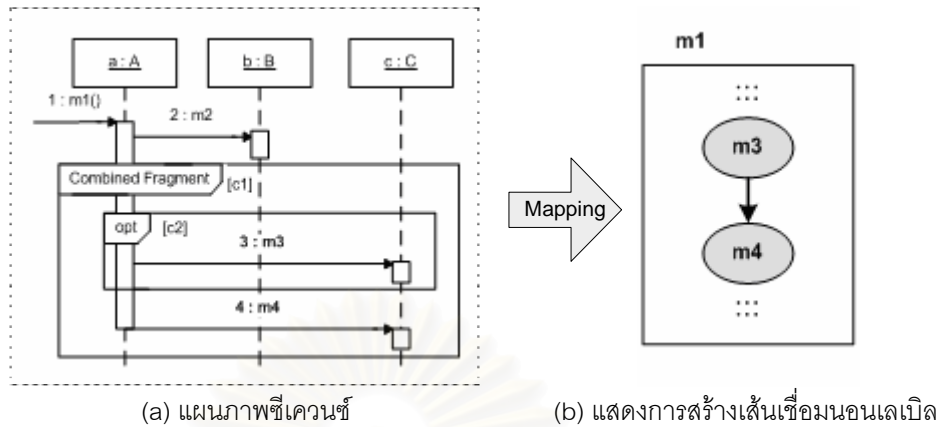 a : A
b : B
c : C
1 : m1()
2 : m2
Combined Fragment
[c1]
opt
[c2]
3 : m3
4 : m4
(a) แผนภาพซีเควนซ์
Mapping
m1
:::
m3
m4
:::
(b) แสดงการสร้างเส้นเชื่อมนอนเลเบิล